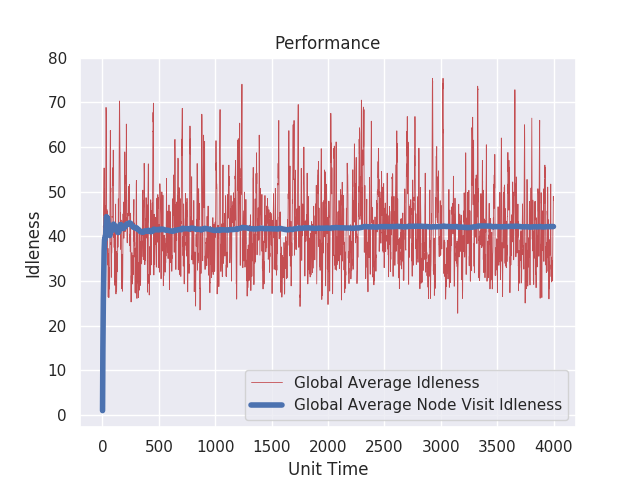 Performance
80
70
60
50
40
30
20
10
0
Idleness
Global Average Idleness
Global Average Node Visit Idleness
0 500 1000 1500 2000 2500 3000 3500 4000
Unit Time